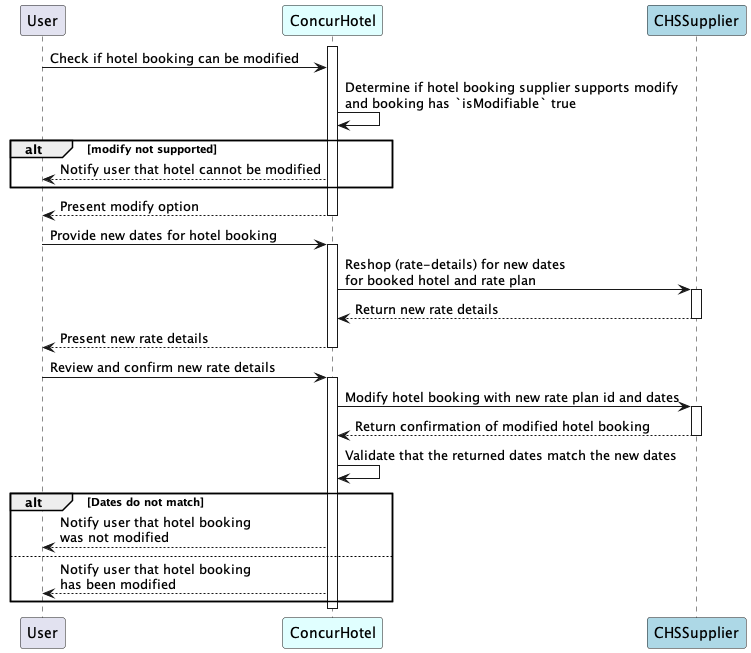 User
ConcurHotel
CHSSupplier
Check if hotel booking can be modified
Determine if hotel booking supplier supports modify
and booking has `isModifiable` true
alt
[modify not supported]
Notify user that hotel cannot be modified
Present modify option
Provide new dates for hotel booking
Reshop (rate-details) for new dates
for booked hotel and rate plan
Return new rate details
Present new rate details
Review and confirm new rate details
Modify hotel booking with new rate plan id and dates
Return confirmation of modified hotel booking
Validate that the returned dates match the new dates
alt
[Dates do not match]
Notify user that hotel booking
was not modified
Notify user that hotel booking
has been modified
User
ConcurHotel
CHSSupplier